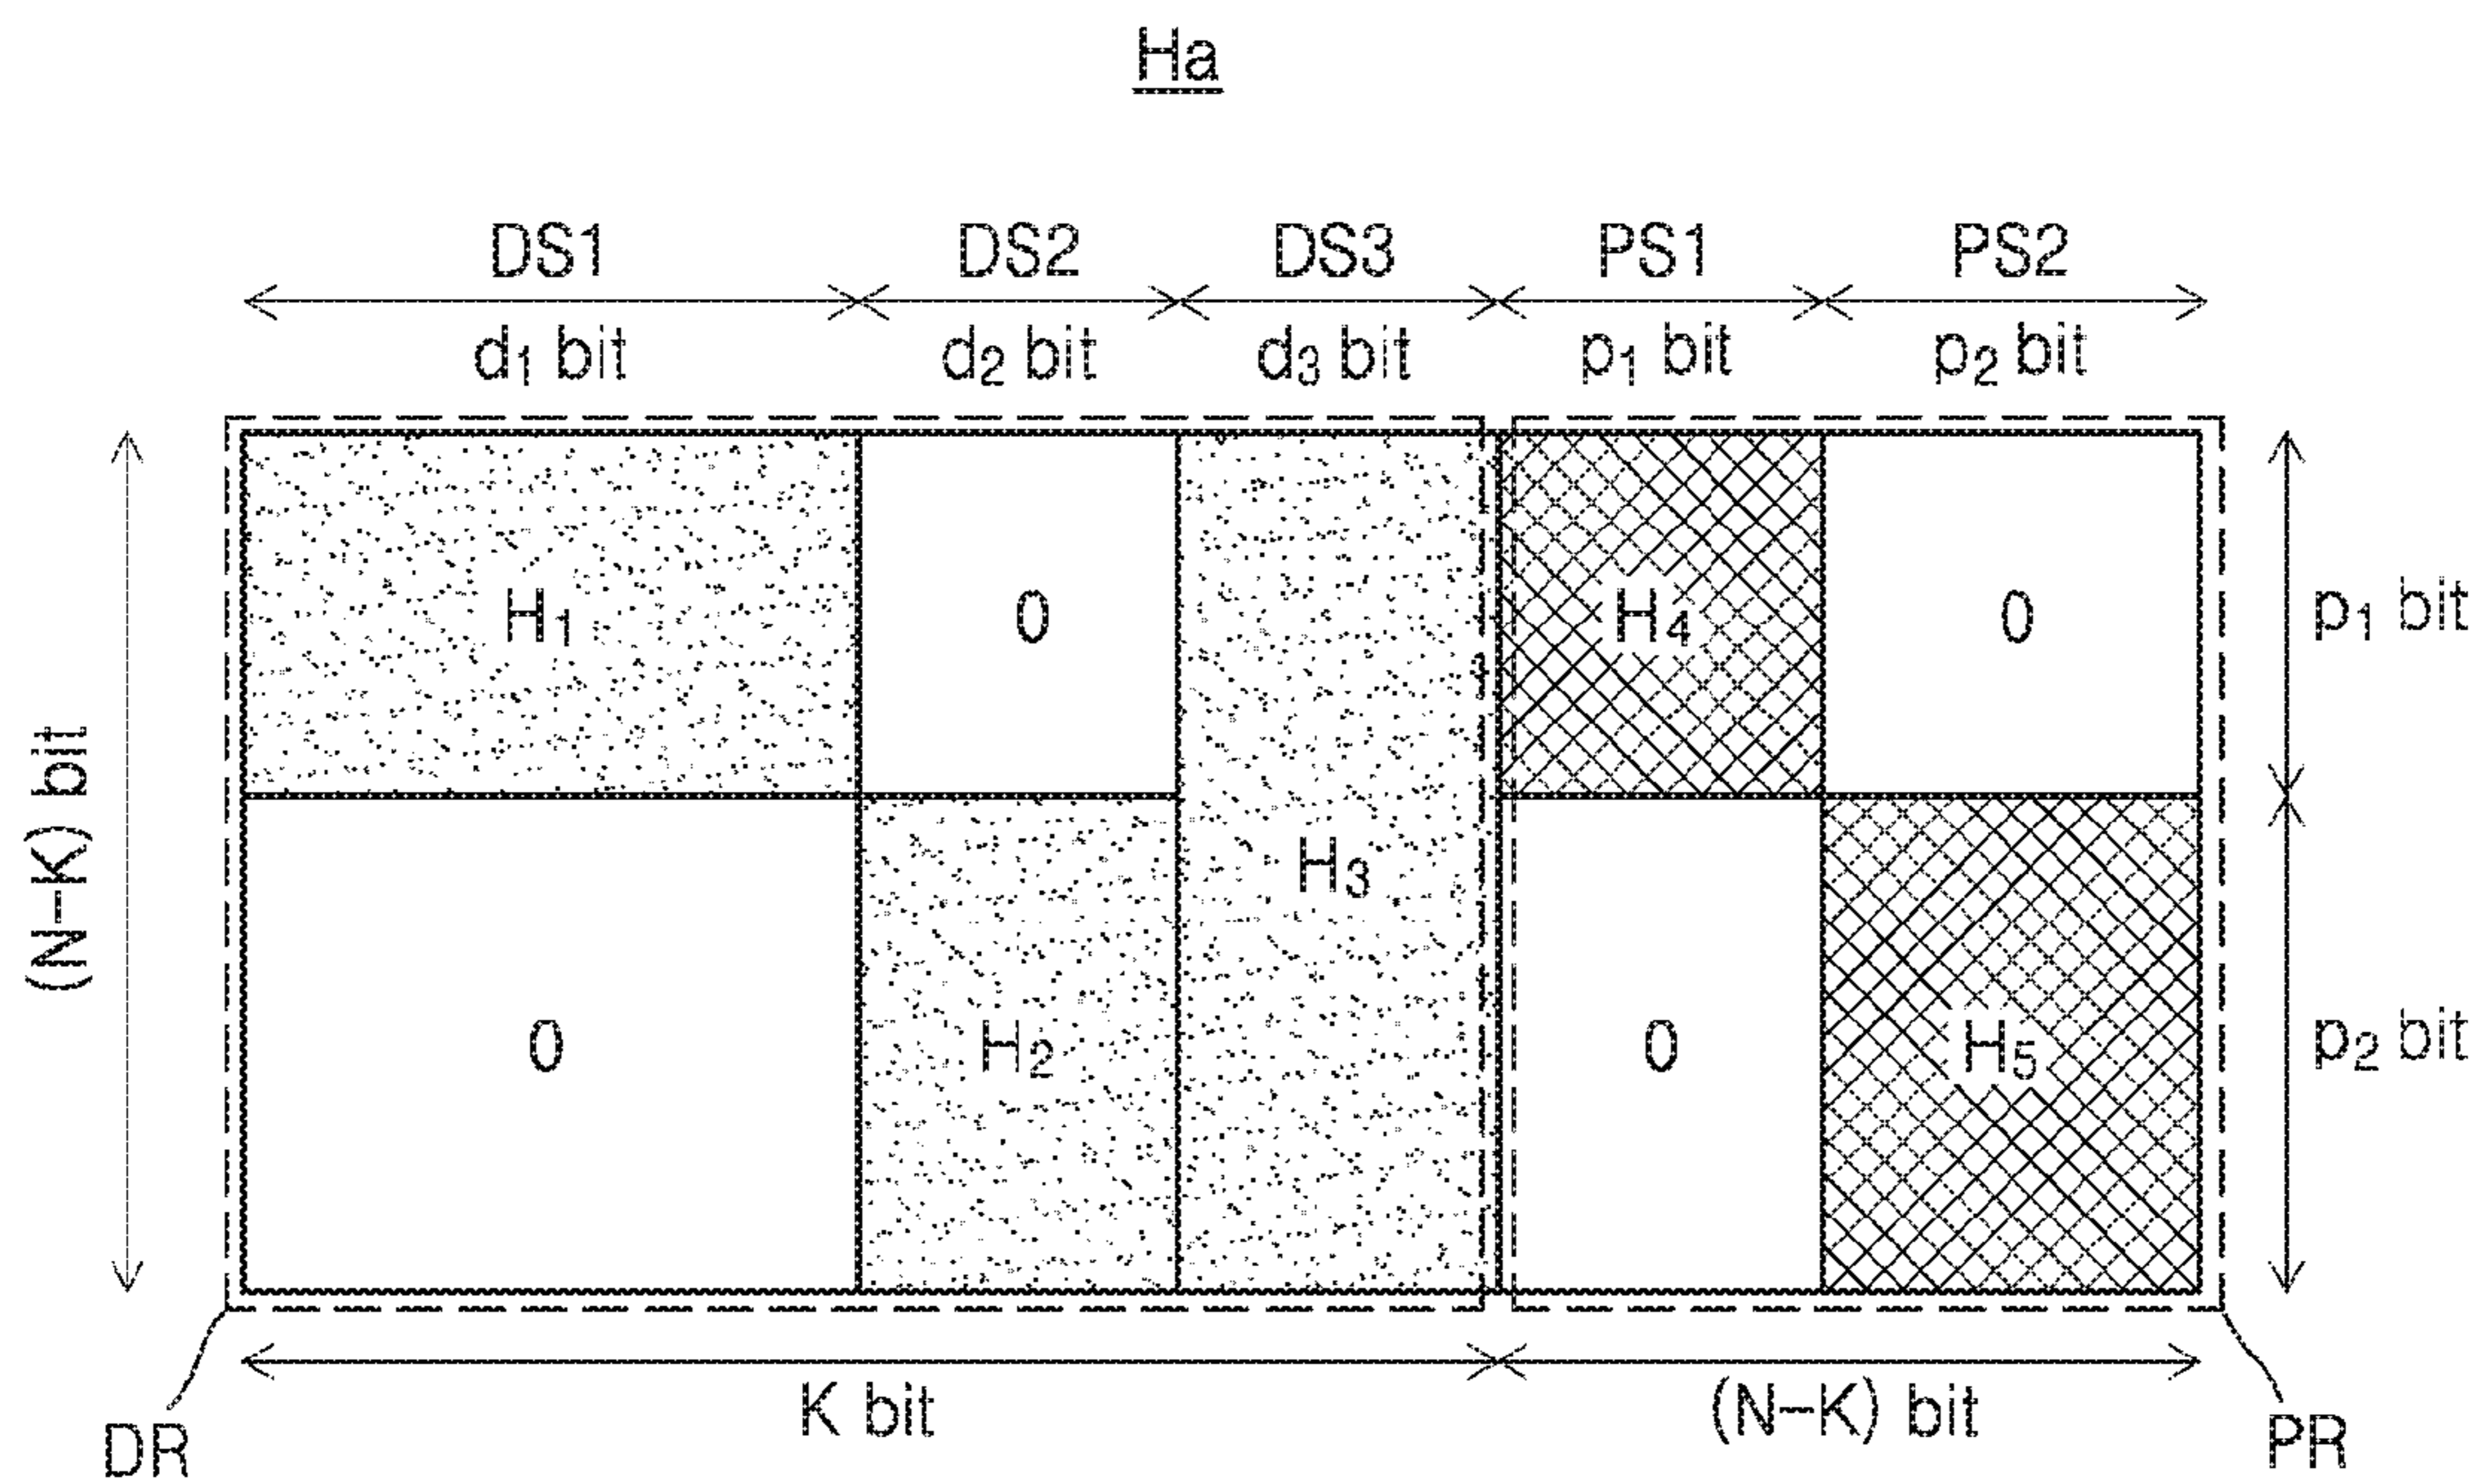 Ha
DS1 DS2 DS3 PS1 PS2
d1 bit d2 bit d3 bit p1 bit p2 bit
H1 0 H4 0 p1 bit
(N-K) bit
H3
0 H2 0 H5 p2 bit
K bit (N-K) bit
DR PR